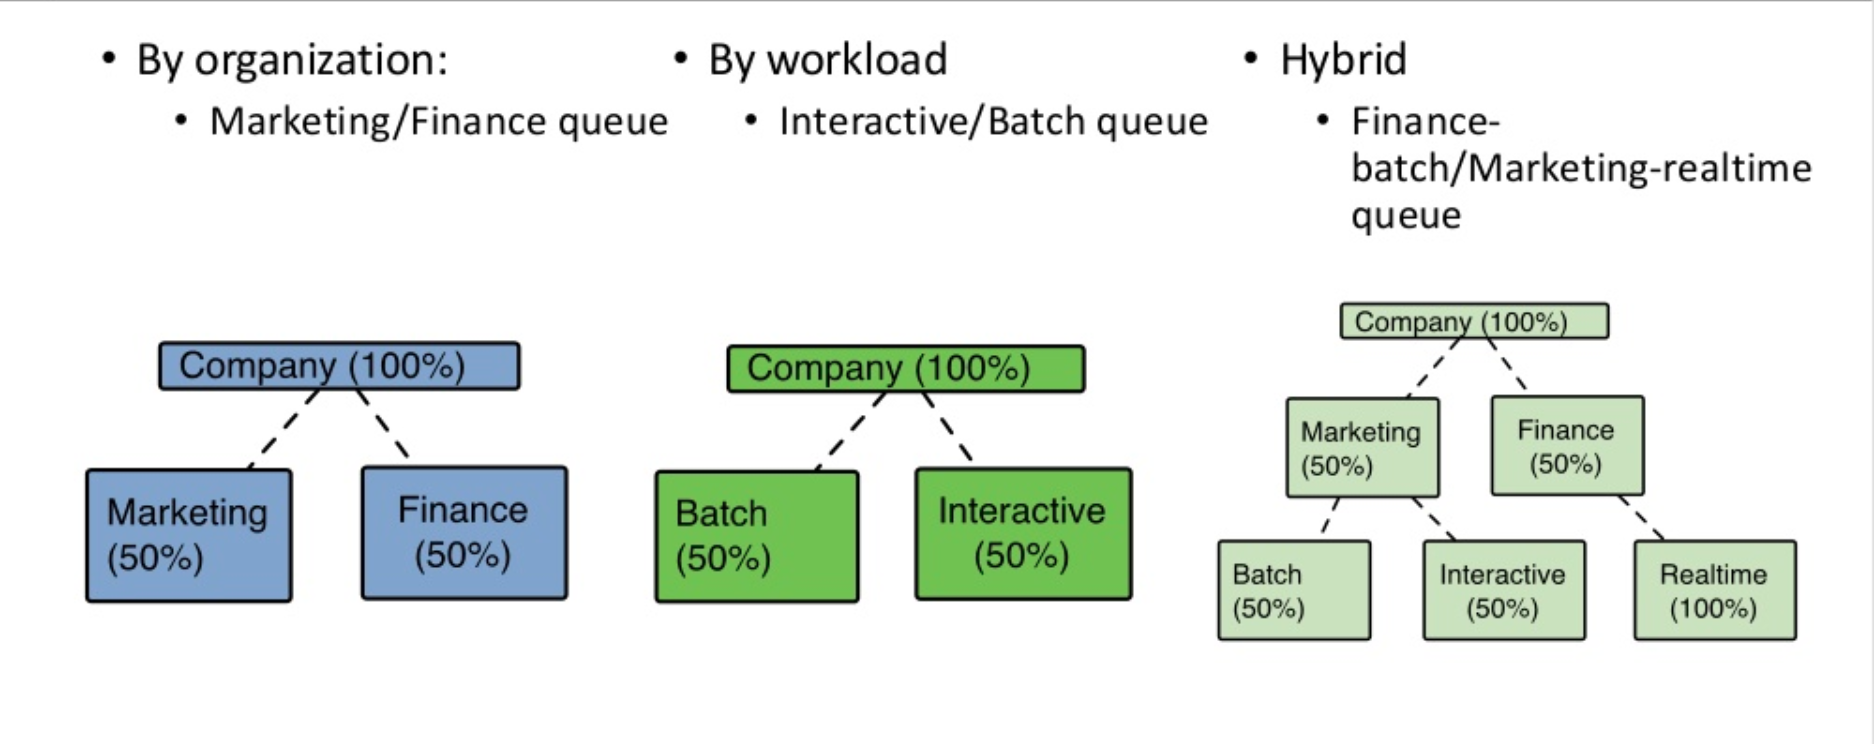 • By organization:
• Marketing/Finance queue
• By workload
• Interactive/Batch queue
• Hybrid
• Finance-
batch/Marketing-realtime
queue
Company (100%)
Marketing
(50%)
Finance
(50%)
Company (100%)
Batch
(50%)
Interactive
(50%)
Company (100%)
Marketing
(50%)
Finance
(50%)
Batch
(50%)
Interactive
(50%)
Realtime
(100%)